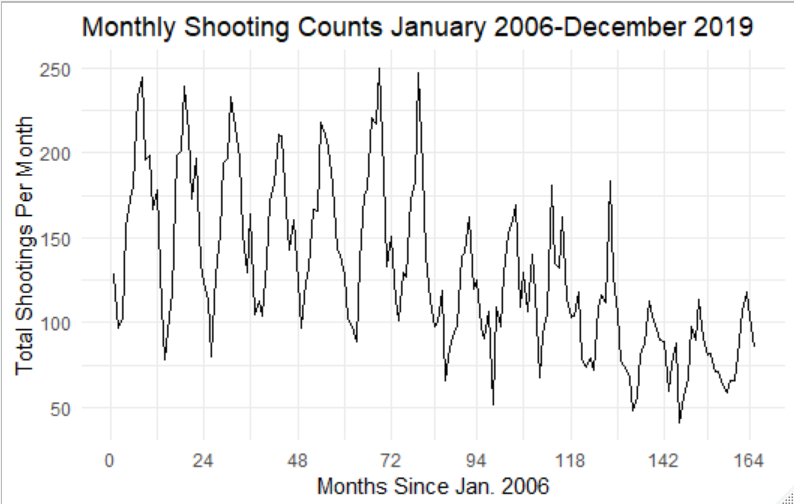 Monthly Shooting Counts January 2006-December 2019
Total Shootings Per Month
250
200
150
100
50
0 24 48 72 94 118 142 164
Months Since Jan. 2006